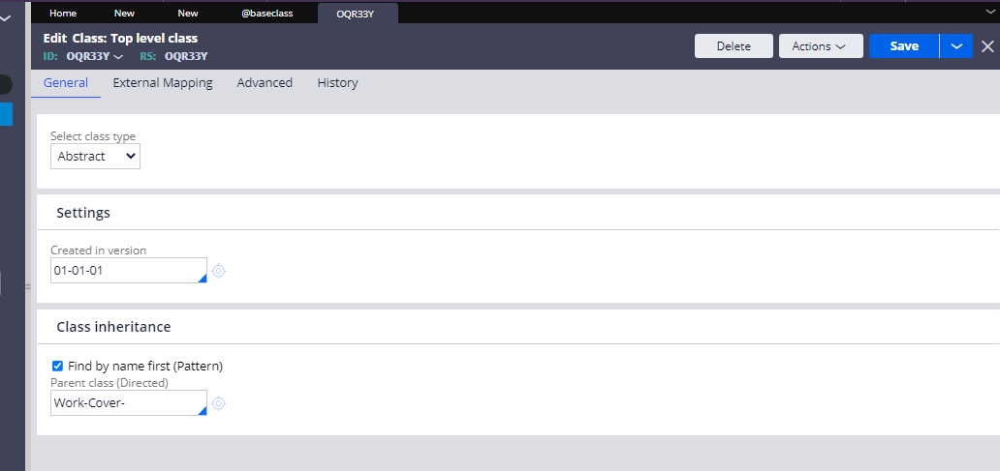 Home New New @baseclass OQR33Y
Edit Class: Top level class
ID: OQR33Y RS: OQR33Y
Delete Actions Save
General External Mapping Advanced History
Select class type
Abstract
Settings
Created in version
01-01-01
Class inheritance
Find by name first (Pattern)
Parent class (Directed)
Work-Cover-